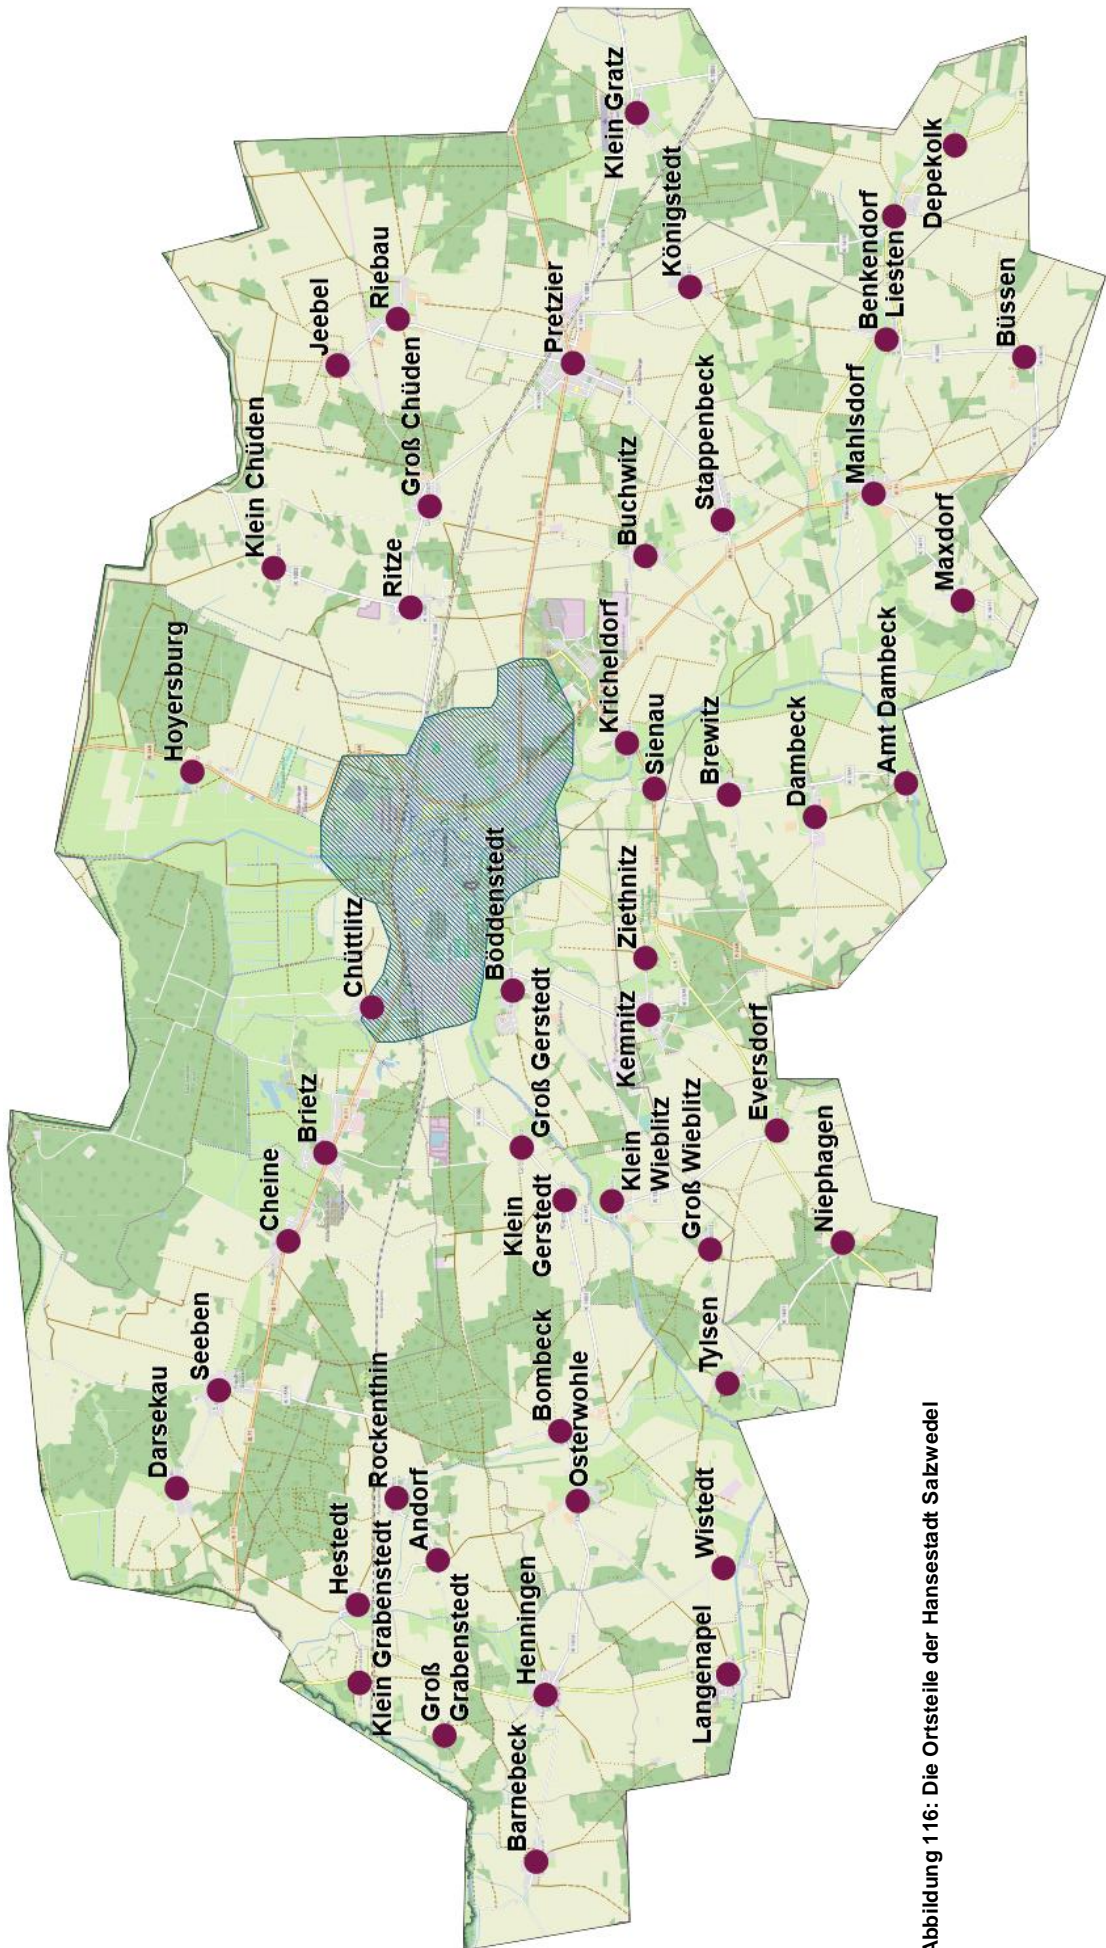 Hoyersburg
Klein Chüden
Jeebel
Riebau
Groß Chüden
Ritze
Darsekau
Seeben
Cheine
Brietz
Chüttlitz
Hestedt
Klein Grabenstedt
Rockenthin
Andorf
Groß
Grabenstedt
Barnebeck
Henningen
Osterwohle
Bombeck
Klein
Gerstedt
Groß Gerstedt
Böddenstedt
Pretzier
Klein Gratz
Königstedt
Buchwitz
Stappenbeck
Kricheldorf
Sienau
Brewitz
Ziethnitz
Kemnitz
Klein
Wieblitz
Groß Wieblitz
Tylsen
Wistedt
Langenapel
Eversdorf
Niephagen
Dambeck
Amt Dambeck
Maxdorf
Mahlsdorf
Benkendorf
Liesten
Depekolk
Büssen
Abbildung 116: Die Ortsteile der Hansestadt Salzwedel